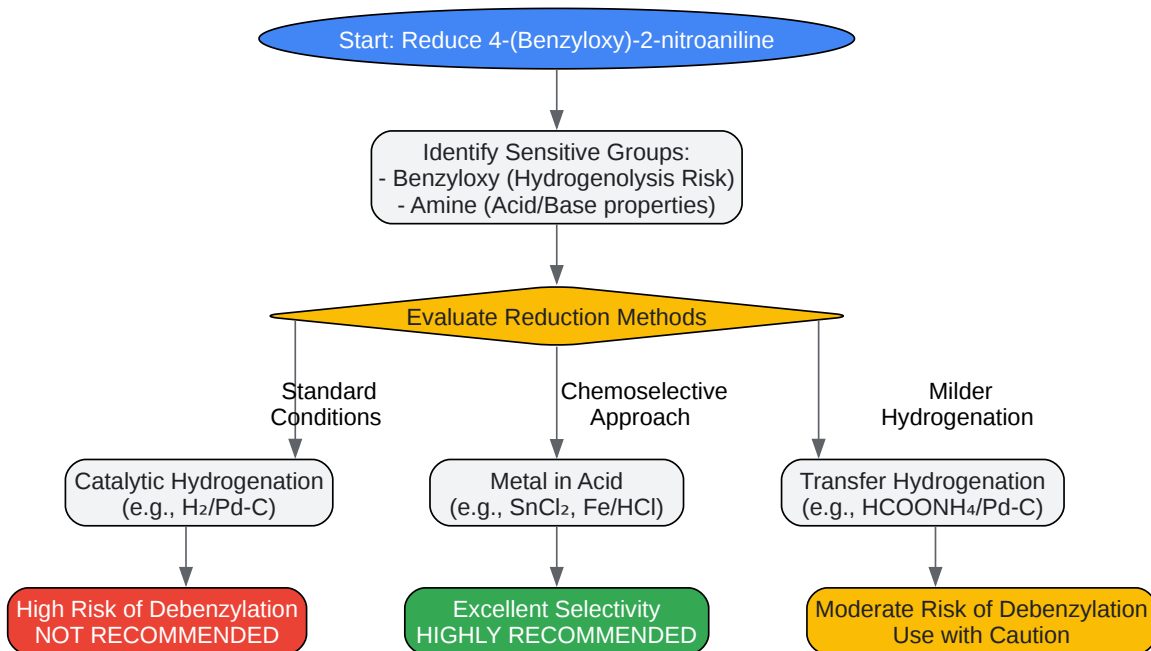 Start: Reduce 4-(Benzyloxy)-2-nitroaniline
Identify Sensitive Groups:
- Benzyloxy (Hydrogenolysis Risk)
- Amine (Acid/Base properties)
Evaluate Reduction Methods
Standard
Conditions
Chemoselective
Approach
Milder
Hydrogenation
Catalytic Hydrogenation
(e.g., H₂/Pd-C)
Metal in Acid
(e.g., SnCl₂, Fe/HCl)
Transfer Hydrogenation
(e.g., HCOONH₄/Pd-C)
High Risk of Debenzylation
NOT RECOMMENDED
Excellent Selectivity
HIGHLY RECOMMENDED
Moderate Risk of Debenzylation
Use with Caution